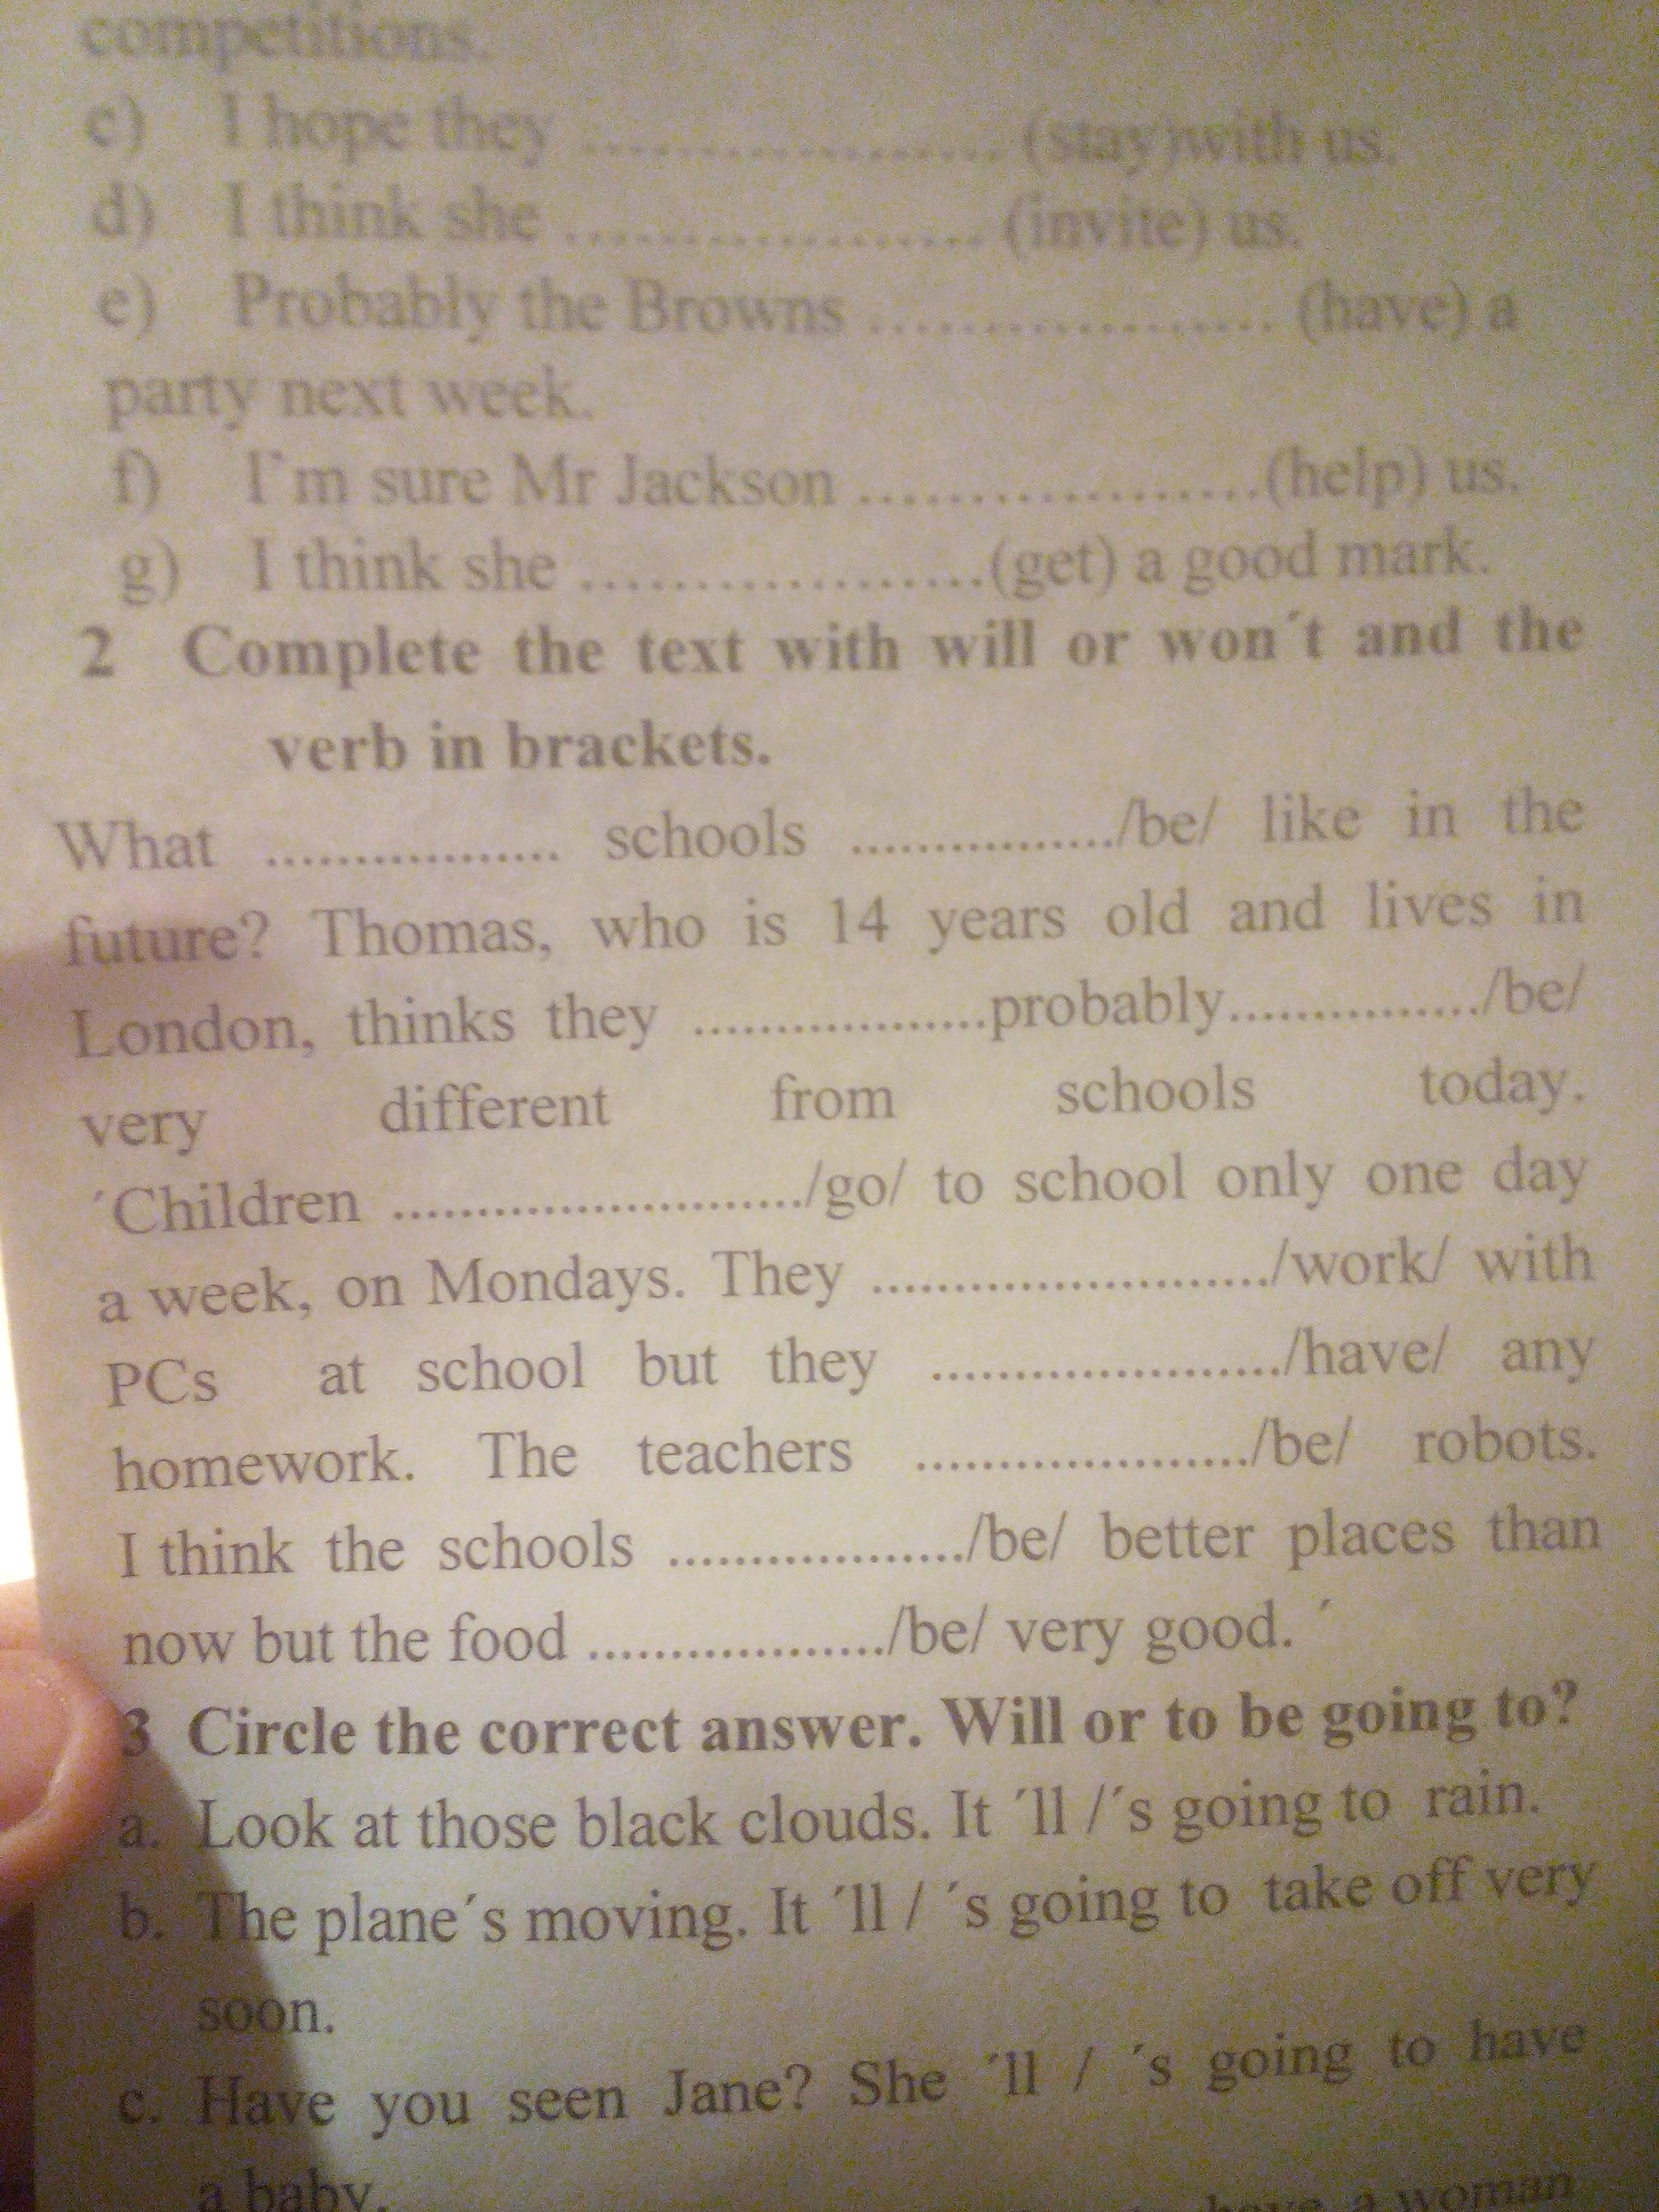 competitions.
c) I hope they .................... (stay)with us.
d) I think she .................... (invite) us.
e) Probably the Browns .................... (have) a
party next week.
f) I`m sure Mr Jackson ....................(help) us.
g) I think she ....................(get) a good mark.
2 Complete the text with will or won´t and the
verb in brackets.
What .................. schools ................/be/ like in the
future? Thomas, who is 14 years old and lives in
London, thinks they ..................probably................/be/
very different from schools today.
´Children ........................./go/ to school only one day
a week, on Mondays. They ......................../work/ with
PCs at school but they ...................../have/ any
homework. The teachers ...................../be/ robots.
I think the schools .................../be/ better places than
now but the food .................../be/ very good. ´
3 Circle the correct answer. Will or to be going to?
a. Look at those black clouds. It ´ll /´s going to rain.
b. The plane´s moving. It ´ll / ´s going to take off very
soon.
c. Have you seen Jane? She ´ll / ´s going to have
a baby.
have a woman